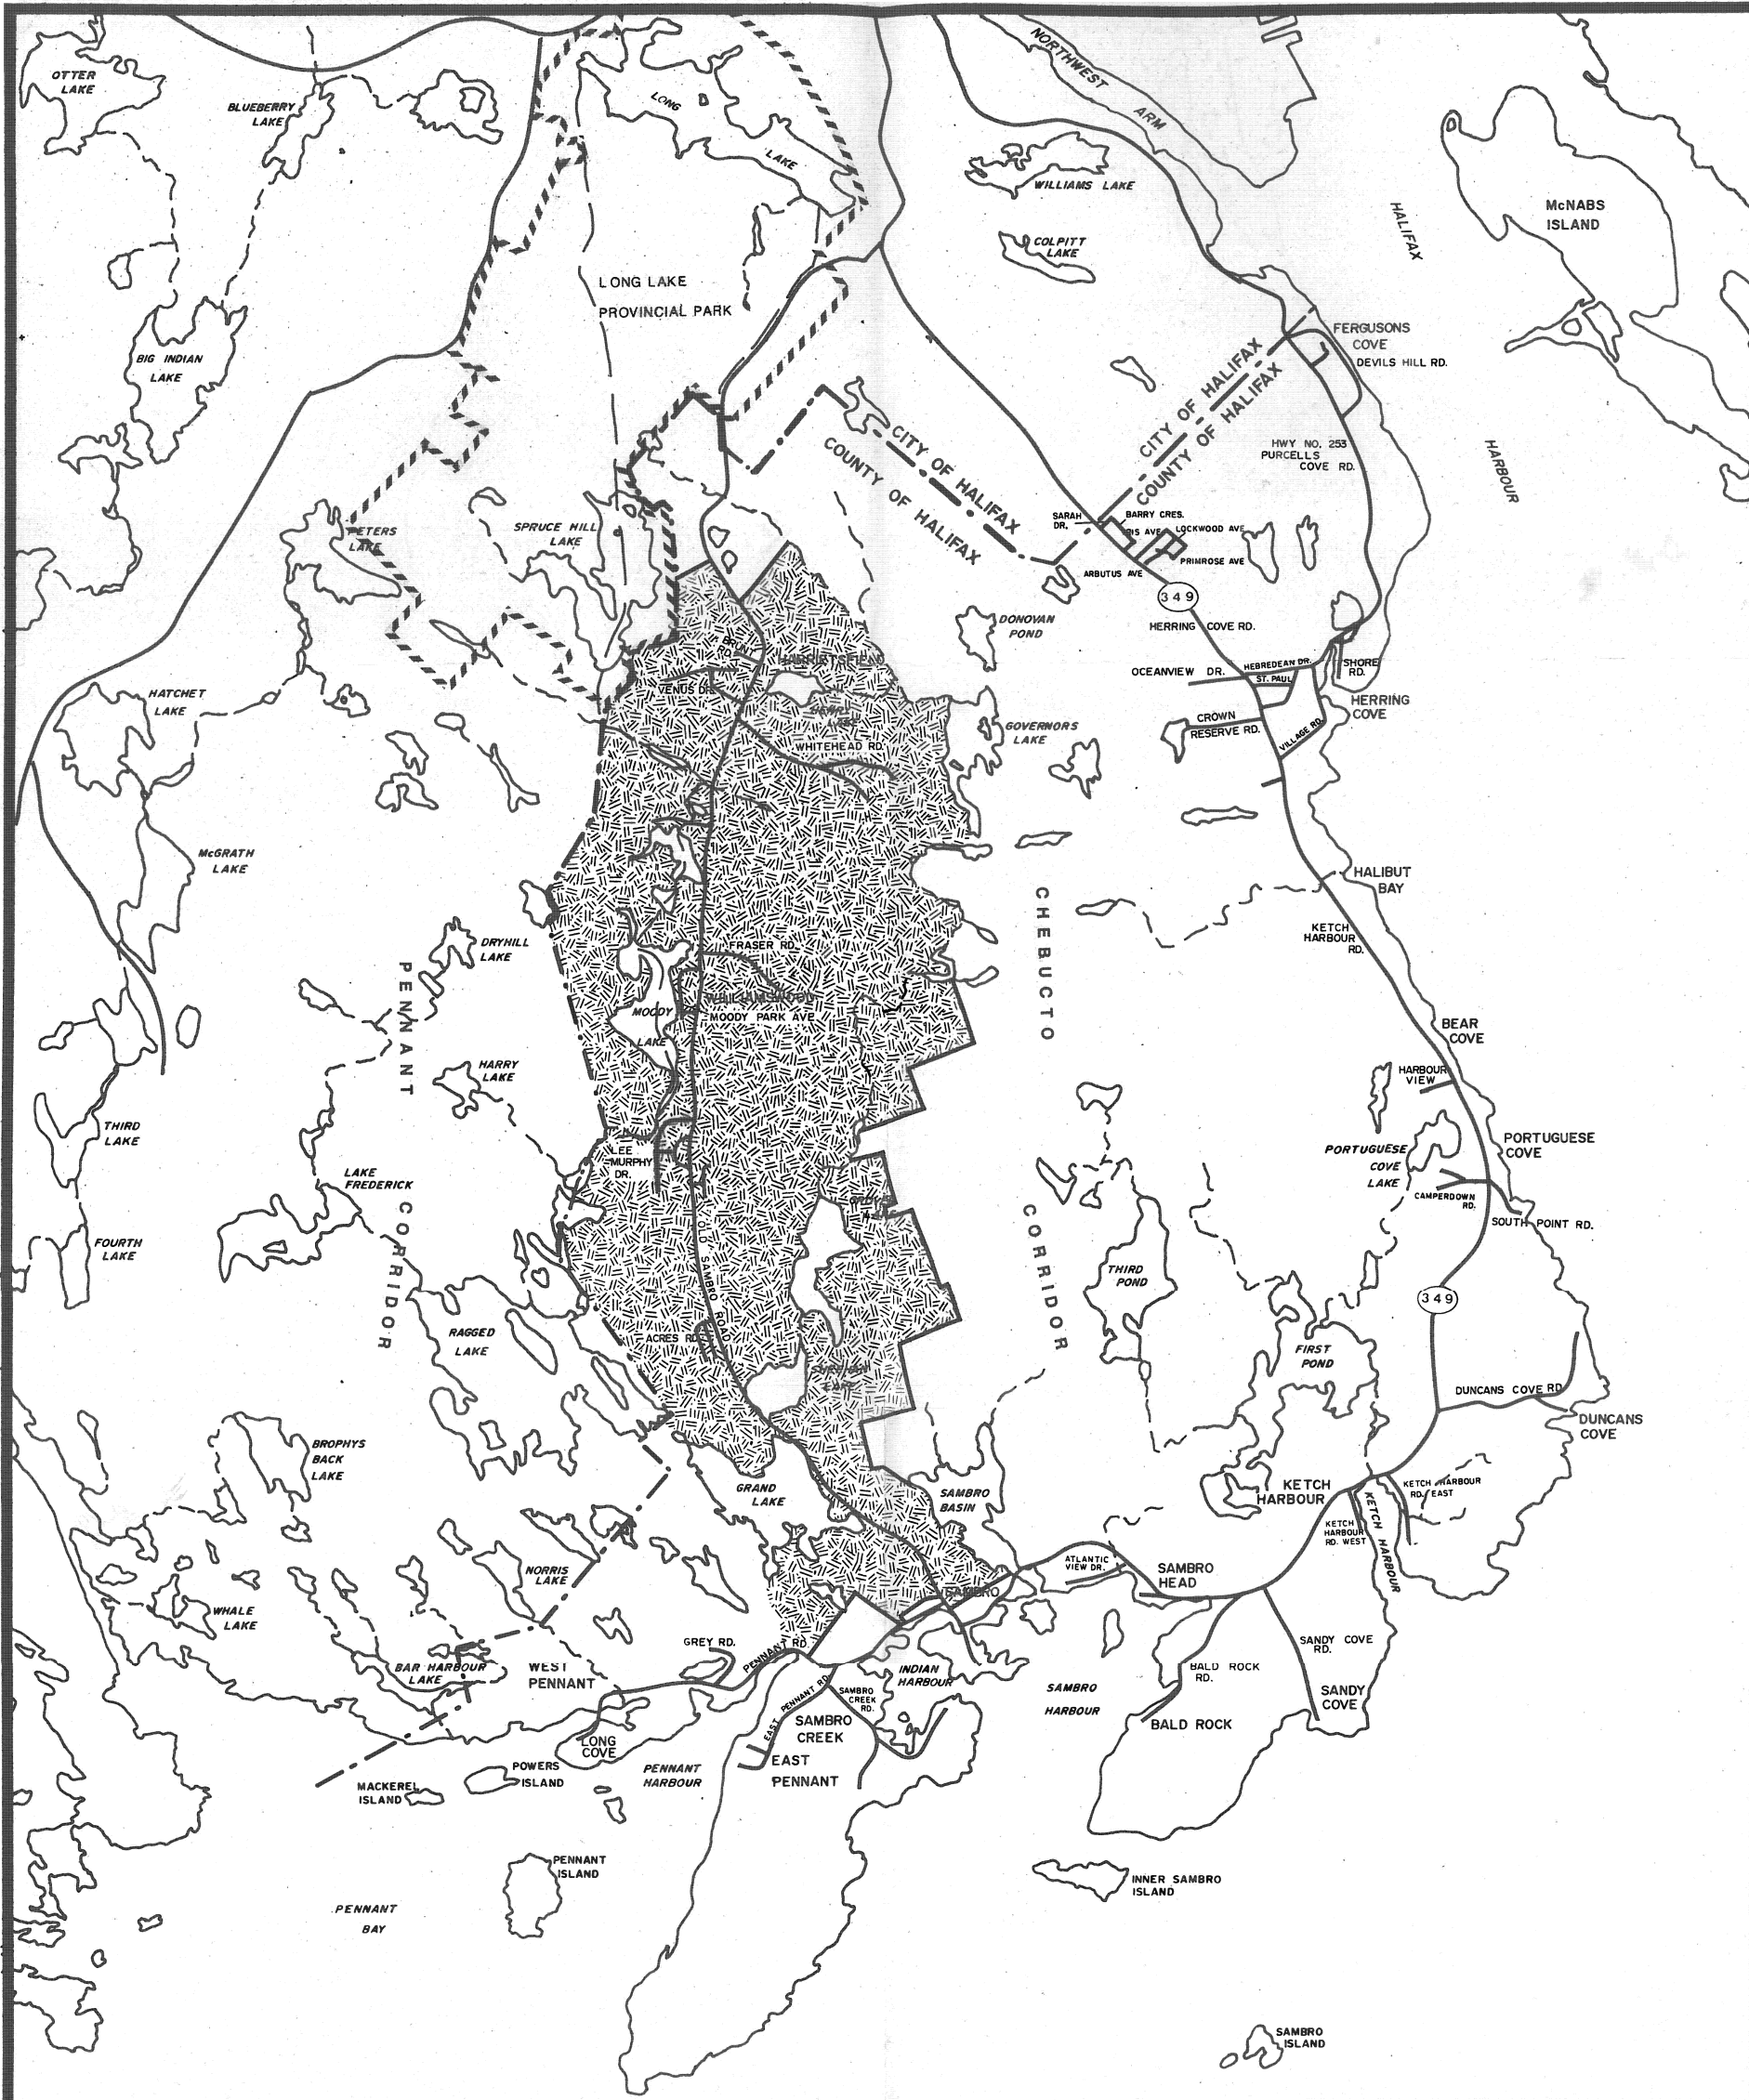 NORTHWEST
ARM
OTTER
LAKE
BLUEBERRY
LAKE
LONG
LAKE
WILLIAMS LAKE
McNABS
ISLAND
HALIFAX
HARBOUR
COLPITT
LAKE
LONG LAKE
PROVINCIAL PARK
BIG INDIAN
LAKE
FERGUSONS
COVE
DEVILS HILL RD.
CITY OF HALIFAX
COUNTY OF HALIFAX
CITY OF HALIFAX
COUNTY OF HALIFAX
HWY NO. 253
PURCELLS
COVE RD.
PETERS
LAKE
SPRUCE HILL
LAKE
SARAH
DR.
BARRY CRES.
IS AVE
LOCKWOOD AVE
PRIMROSE AVE
ARBUTUS AVE
349
HERRING COVE RD.
DONOVAN
POND
HARRIETSFIELD
VENUS DR.
OCEANVIEW DR.
HEBREDEAN DR.
ST. PAUL
SHORE
RD.
HERRING
COVE
CROWN
RESERVE RD.
VILLAGE RD.
HATCHET
LAKE
HENRY
LAKE
GOVERNORS
LAKE
WHITEHEAD RD.
McGRATH
LAKE
HALIBUT
BAY
CHEBUCTO
CORRIDOR
KETCH
HARBOUR
RD.
DRYHILL
LAKE
FRASER RD.
PENNANT
CORRIDOR
WILLIAMSWOOD
MOODY PARK AVE
MOODY
LAKE
BEAR
COVE
HARBOUR
VIEW
HARRY
LAKE
THIRD
LAKE
LEE
MURPHY
DR.
PORTUGUESE
COVE
PORTUGUESE
COVE
LAKE
CAMPERDOWN
RD.
SOUTH POINT RD.
LAKE
FREDERICK
FOURTH
LAKE
OLD SAMBRO ROAD
THIRD
POND
349
RAGGED
LAKE
ACRES RD.
FIRST
POND
LAKE
DUNCANS COVE RD
DUNCANS
COVE
BROPHYS
BACK
LAKE
GRAND
LAKE
SAMBRO
BASIN
KETCH
HARBOUR
KETCH HARBOUR
RD. EAST
KETCH
HARBOUR
RD. WEST
KETCH HARBOUR
NORRIS
LAKE
ATLANTIC
VIEW DR.
SAMBRO
HEAD
SAMBRO
WHALE
LAKE
GREY RD.
PENNANT RD.
SANDY COVE
RD.
BAR HARBOUR
LAKE
WEST
PENNANT
INDIAN
HARBOUR
BALD ROCK
RD.
SAMBRO
HARBOUR
EAST PENNANT RD.
SAMBRO
CREEK
RD.
SANDY
COVE
SAMBRO
CREEK
BALD ROCK
LONG
COVE
EAST
PENNANT
POWERS
ISLAND
PENNANT
HARBOUR
MACKEREL
ISLAND
PENNANT
ISLAND
INNER SAMBRO
ISLAND
PENNANT
BAY
SAMBRO
ISLAND